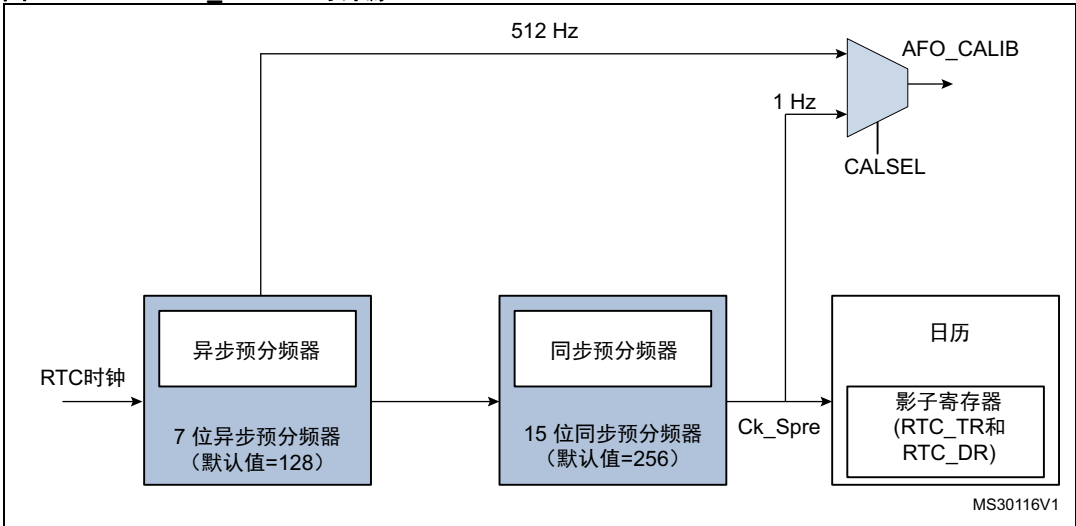 512 Hz
AFO_CALIB
1 Hz
CALSEL
异步预分频器
同步预分频器
日历
RTC时钟
7 位异步预分频器
（默认值=128）
15 位同步预分频器
（默认值=256）
Ck_Spre
影子寄存器
(RTC_TR和
RTC_DR)
MS30116V1